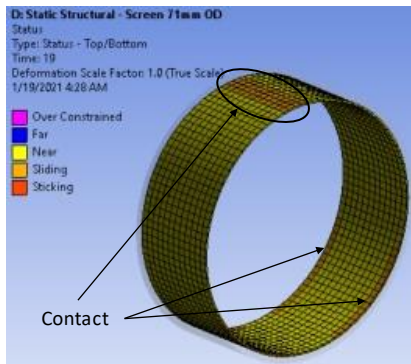 D: Static Structural - Screen 71mm OD
Status
Type: Status - Top/Bottom
Time: 19
Deformation Scale Factor: 1.0 (True Scale)
1/19/2021 4:28 AM
Over Constrained
Far
Near
Sliding
Sticking
Contact